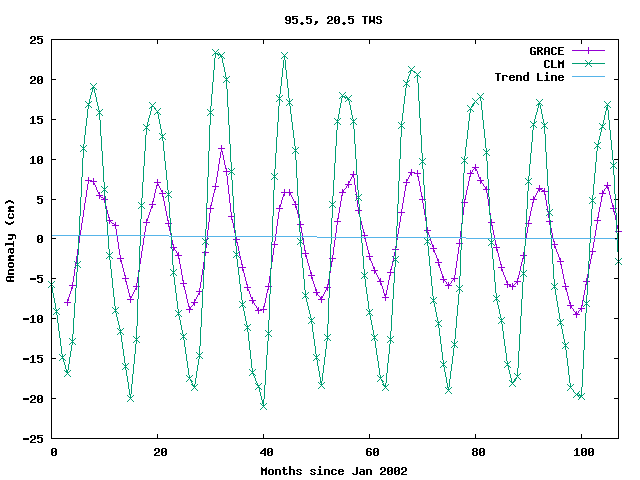 95.5, 20.5 TWS
GRACE
CLM
Trend Line
Anomaly (cm)
25
20
15
10
5
0
-5
-10
-15
-20
-25
0 20 40 60 80 100
Months since Jan 2002